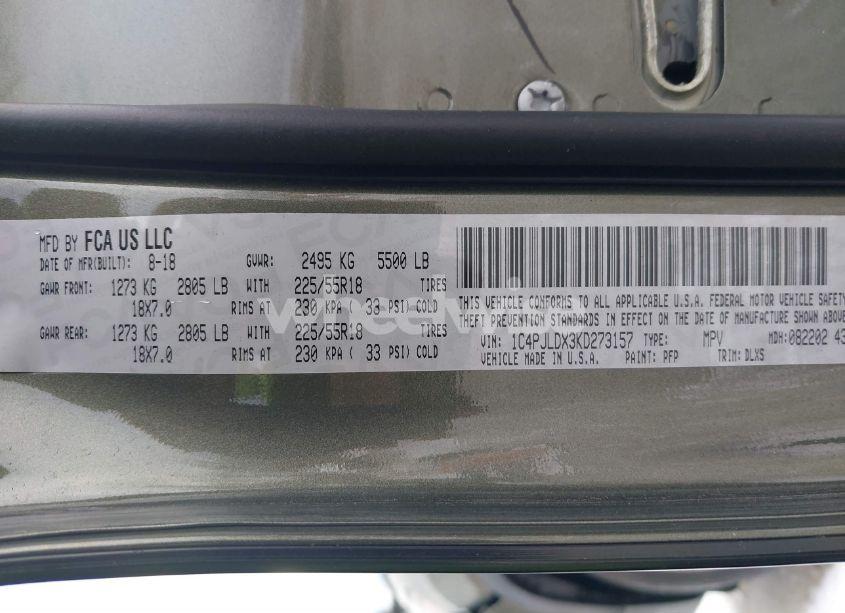 MFD BY FCA US LLC
DATE OF MFR(BUILT): 8-18 GVWR: 2495 KG 5500 LB
GAWR FRONT: 1273 KG 2805 LB WITH 225/55R18 TIRES
18X7.0 RIMS AT 230 KPA ( 33 PSI) COLD
GAWR REAR: 1273 KG 2805 LB WITH 225/55R18 TIRES
18X7.0 RIMS AT 230 KPA ( 33 PSI) COLD
THIS VEHICLE CONFORMS TO ALL APPLICABLE U.S.A. FEDERAL MOTOR VEHICLE SAFETY
THEFT PREVENTION STANDARDS IN EFFECT ON THE DATE OF MANUFACTURE SHOWN ABOVE
VIN: 1C4PJLDX3KD273157 TYPE: MPV MDH: 082202 43
VEHICLE MADE IN U.S.A. PAINT: PFP TRIM: DLXS